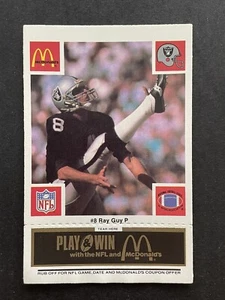 McDonald's
8
NFL
#8 Ray Guy P
TEAR HERE
PLAY & WIN
with the NFL and McDonald's
RUB OFF FOR NFL GAME, DATE AND McDONALD'S COUPON OFFER